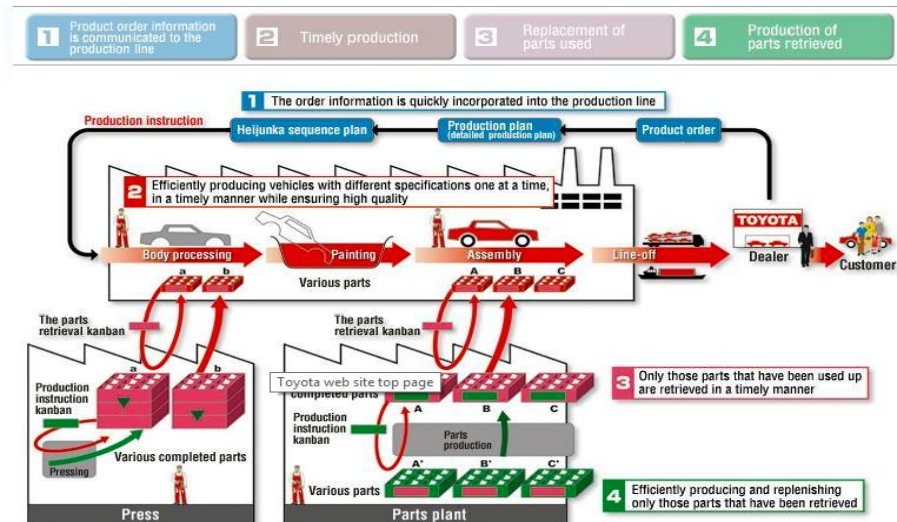 1 Product order information
is communicated to the
production line
2 Timely production
3 Replacement of
parts used
4 Production of
parts retrieved
1 The order information is quickly incorporated into the production line
Production instruction
Heijunka sequence plan
Production plan
(detailed production plan)
Product order
2 Efficiently producing vehicles with different specifications one at a time,
in a timely manner while ensuring high quality
TOYOTA
Body processing
Painting
Assembly
Line-off
Dealer
Customer
a b
Various parts
A B C
The parts
retrieval kanban
The parts
retrieval kanban
a b
Production
instruction
kanban
Pressing
Various completed parts
Press
Toyota web site top page
completed parts
A B C
Production
instruction
kanban
Parts
production
A' B' C'
Various parts
Parts plant
3 Only those parts that have been used up
are retrieved in a timely manner
4 Efficiently producing and replenishing
only those parts that have been retrieved